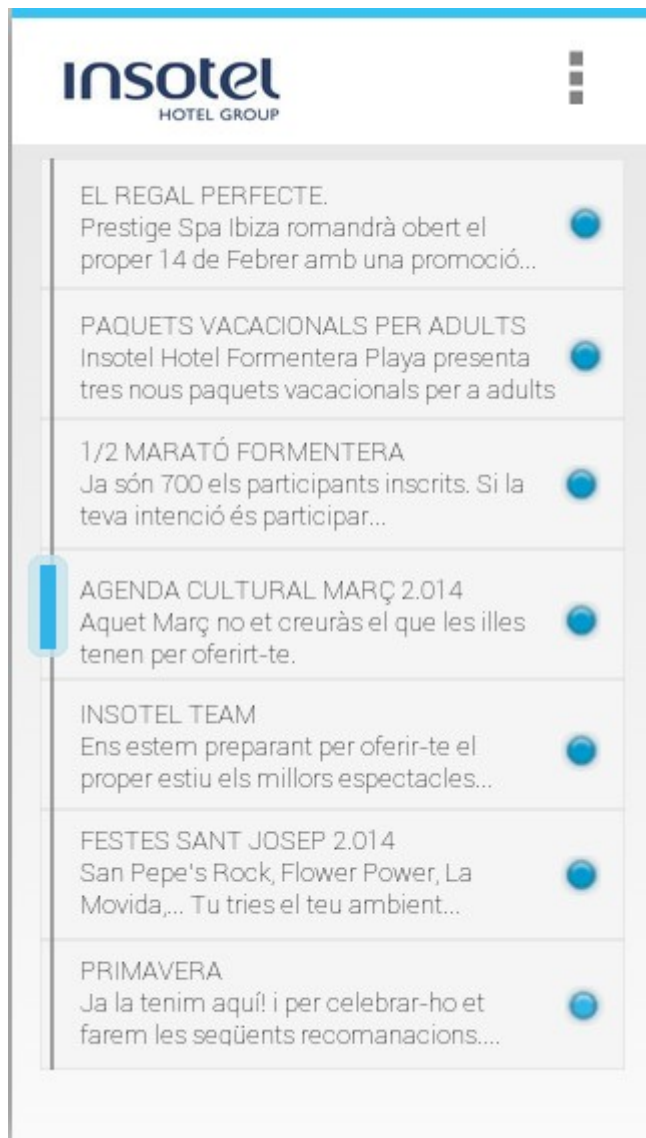 Insotel
HOTEL GROUP
EL REGAL PERFECTE.
Prestige Spa Ibiza romandrà obert el
proper 14 de Febrer amb una promoció...
PAQUETS VACACIONALS PER ADULTS
Insotel Hotel Formentera Playa presenta
tres nous paquets vacacionals per a adults
1/2 MARATÓ FORMENTERA
Ja són 700 els participants inscrits. Si la
teva intenció és participar...
AGENDA CULTURAL MARÇ 2.014
Aquet Març no et creuràs el que les illes
tenen per oferirt-te.
INSOTEL TEAM
Ens estem preparant per oferir-te el
proper estiu els millors espectacles...
FESTES SANT JOSEP 2.014
San Pepe's Rock, Flower Power, La
Movida,... Tu tries el teu ambient...
PRIMAVERA
Ja la tenim aquí! i per celebrar-ho et
farem les següents recomanacions....